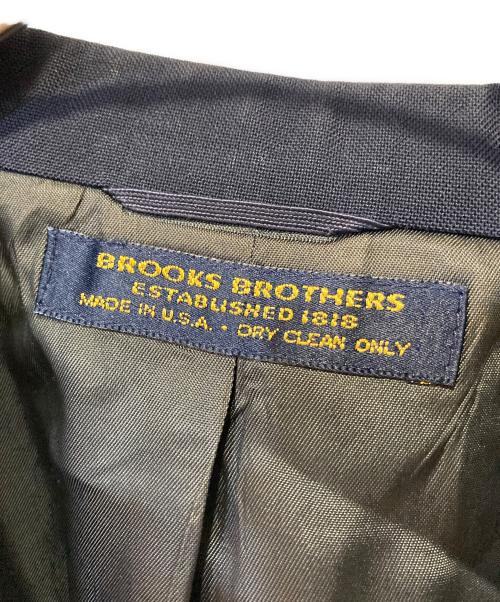 BROOKS BROTHERS
ESTABLISHED 1818
MADE IN U.S.A. · DRY CLEAN ONLY